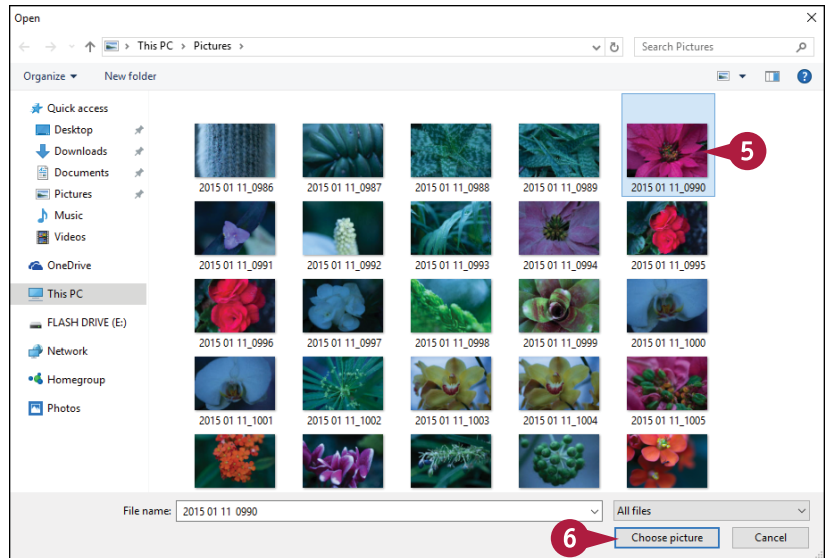 Open
This PC > Pictures >
Search Pictures
Organize
New folder
Quick access
Desktop
Downloads
Documents
Pictures
Music
Videos
OneDrive
This PC
FLASH DRIVE (E:)
Network
Homegroup
Photos
2015 01 11_0986 2015 01 11_0987 2015 01 11_0988 2015 01 11_0989 2015 01 11_0990
5
2015 01 11_0991 2015 01 11_0992 2015 01 11_0993 2015 01 11_0994 2015 01 11_0995
2015 01 11_0996 2015 01 11_0997 2015 01 11_0998 2015 01 11_0999 2015 01 11_1000
2015 01 11_1001 2015 01 11_1002 2015 01 11_1003 2015 01 11_1004 2015 01 11_1005
File name: 2015 01 11 0990
All files
6
Choose picture
Cancel